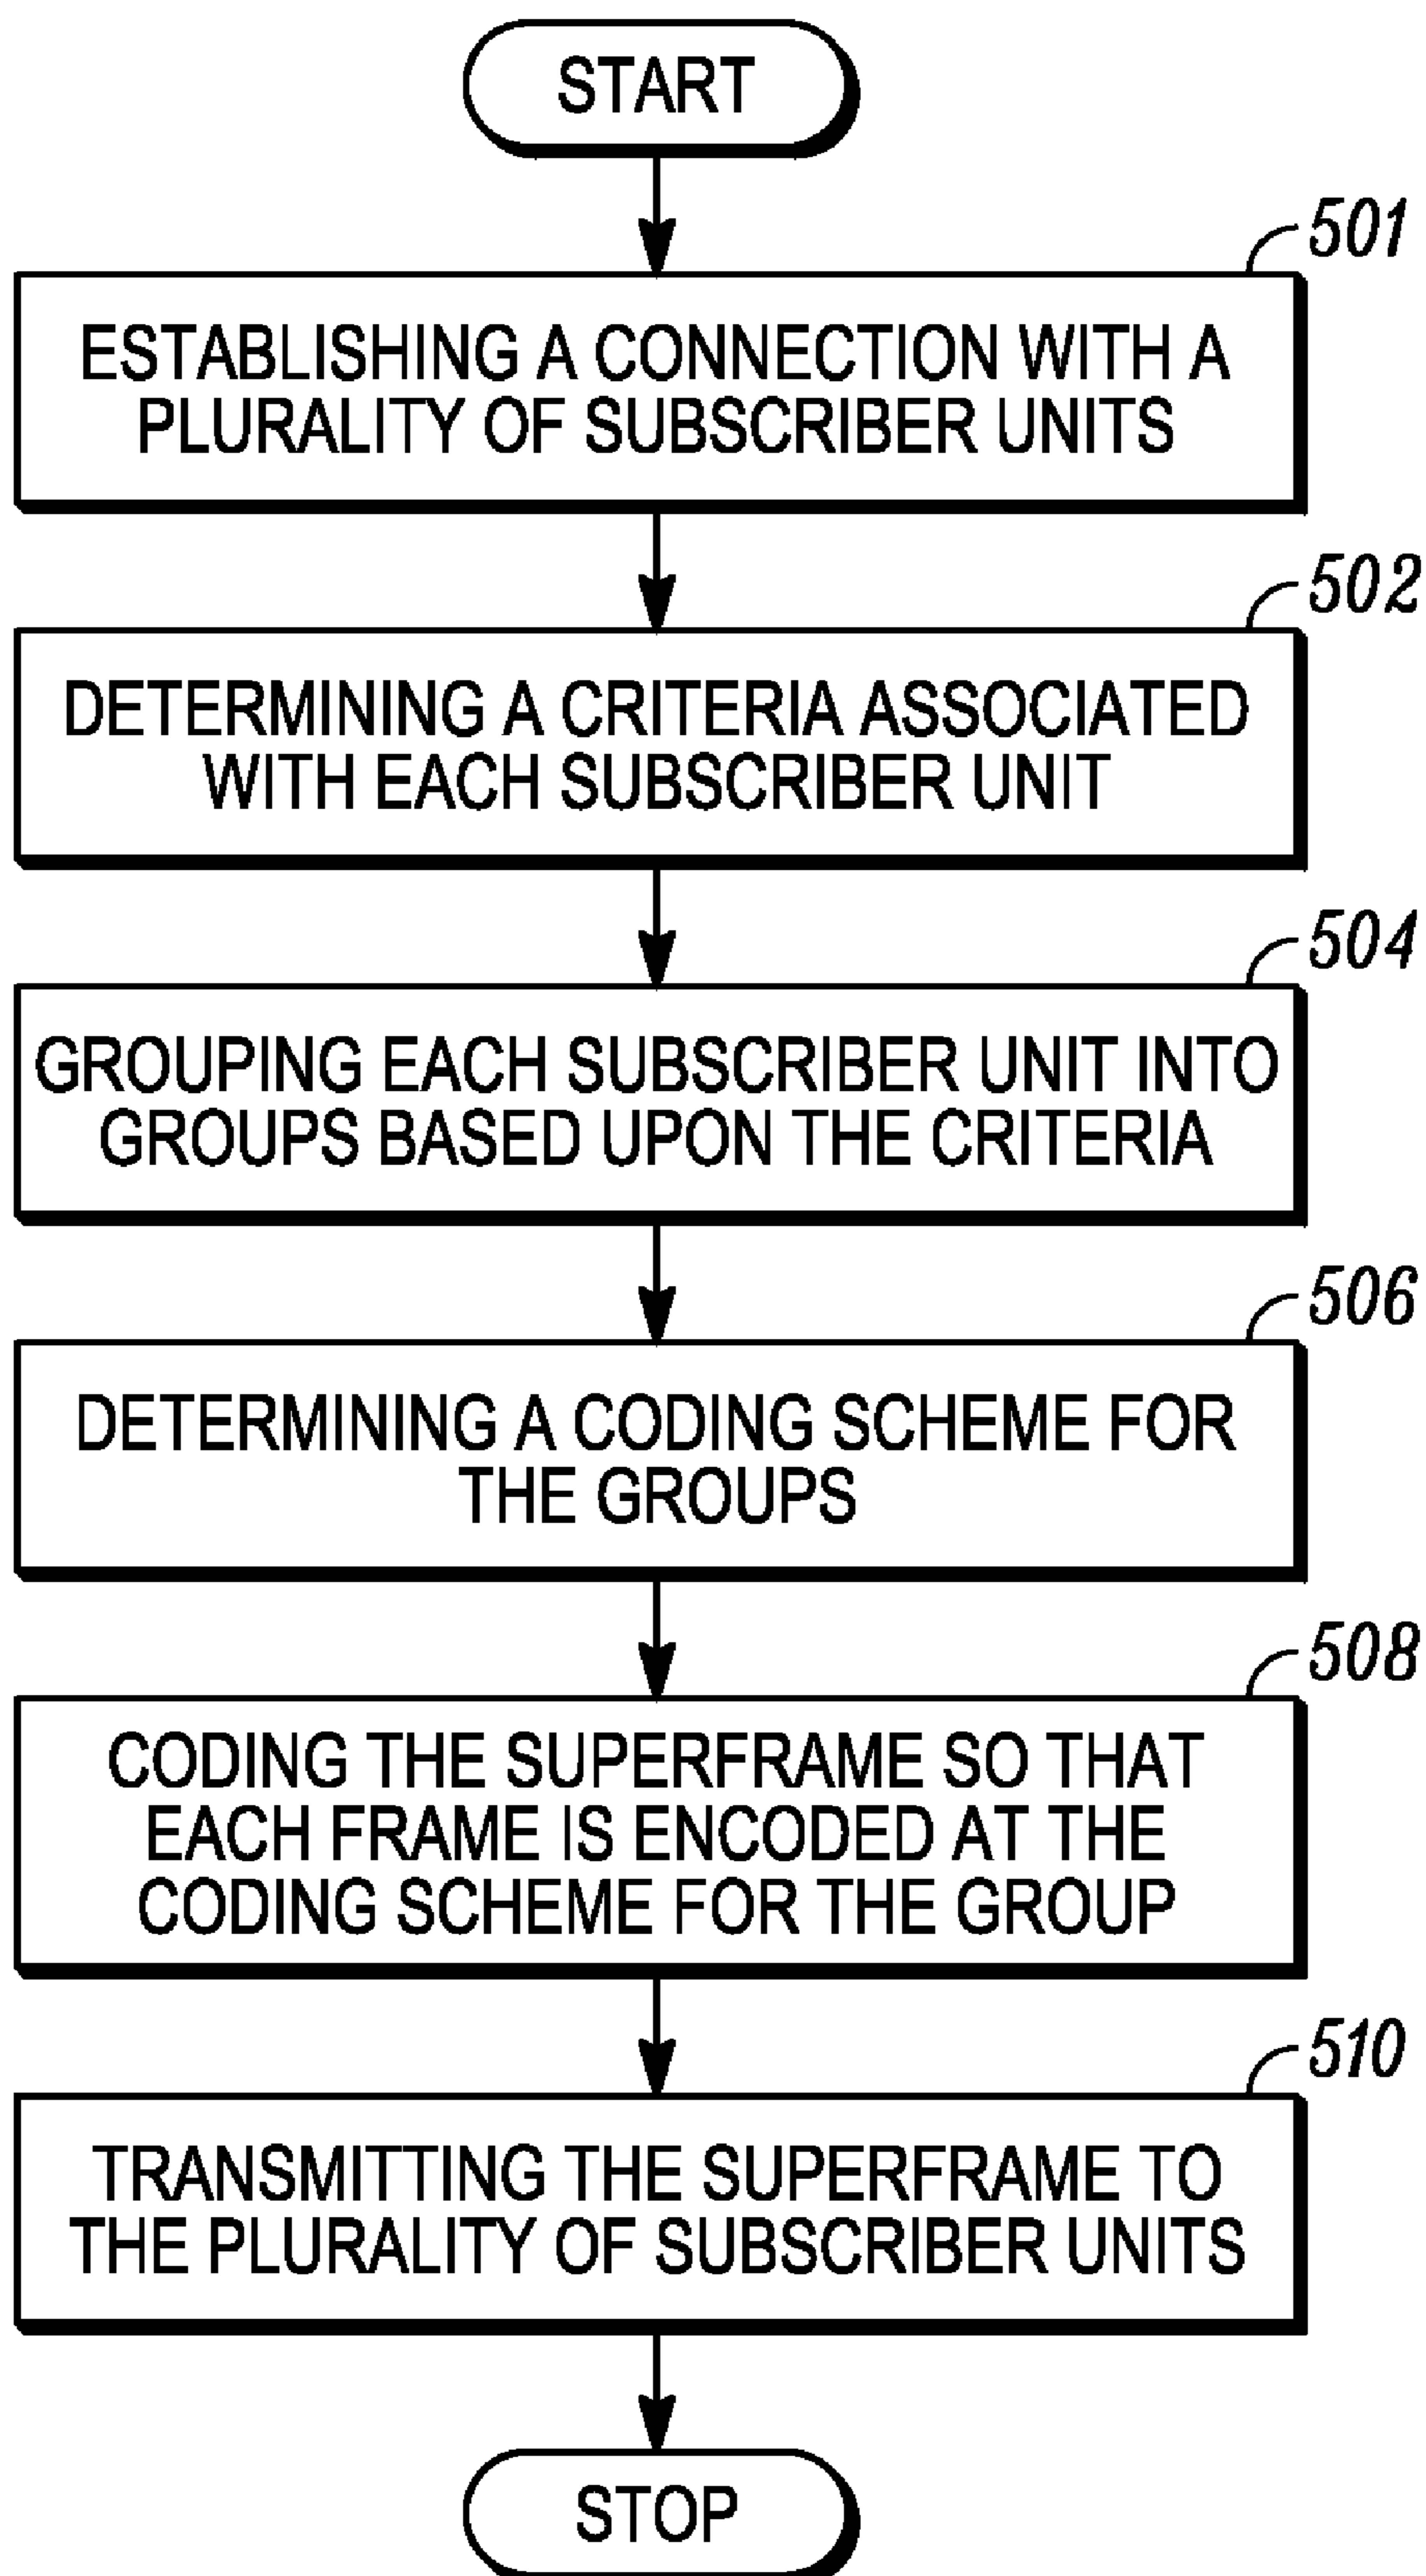 START
501
ESTABLISHING A CONNECTION WITH A
PLURALITY OF SUBSCRIBER UNITS
502
DETERMINING A CRITERIA ASSOCIATED
WITH EACH SUBSCRIBER UNIT
504
GROUPING EACH SUBSCRIBER UNIT INTO
GROUPS BASED UPON THE CRITERIA
506
DETERMINING A CODING SCHEME FOR
THE GROUPS
508
CODING THE SUPERFRAME SO THAT
EACH FRAME IS ENCODED AT THE
CODING SCHEME FOR THE GROUP
510
TRANSMITTING THE SUPERFRAME TO
THE PLURALITY OF SUBSCRIBER UNITS
STOP